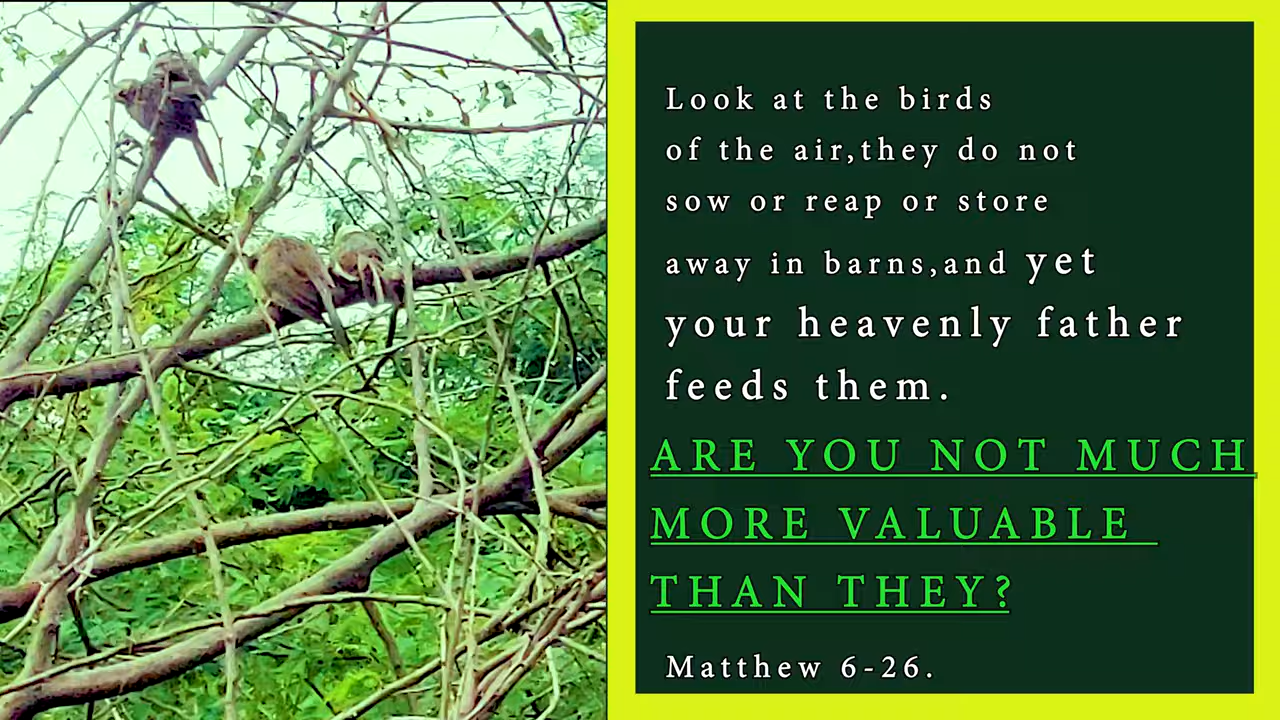 Look at the birds
of the air,they do not
sow or reap or store
away in barns,and yet
your heavenly father
feeds them.
ARE YOU NOT MUCH
MORE VALUABLE
THAN THEY?
Matthew 6-26.